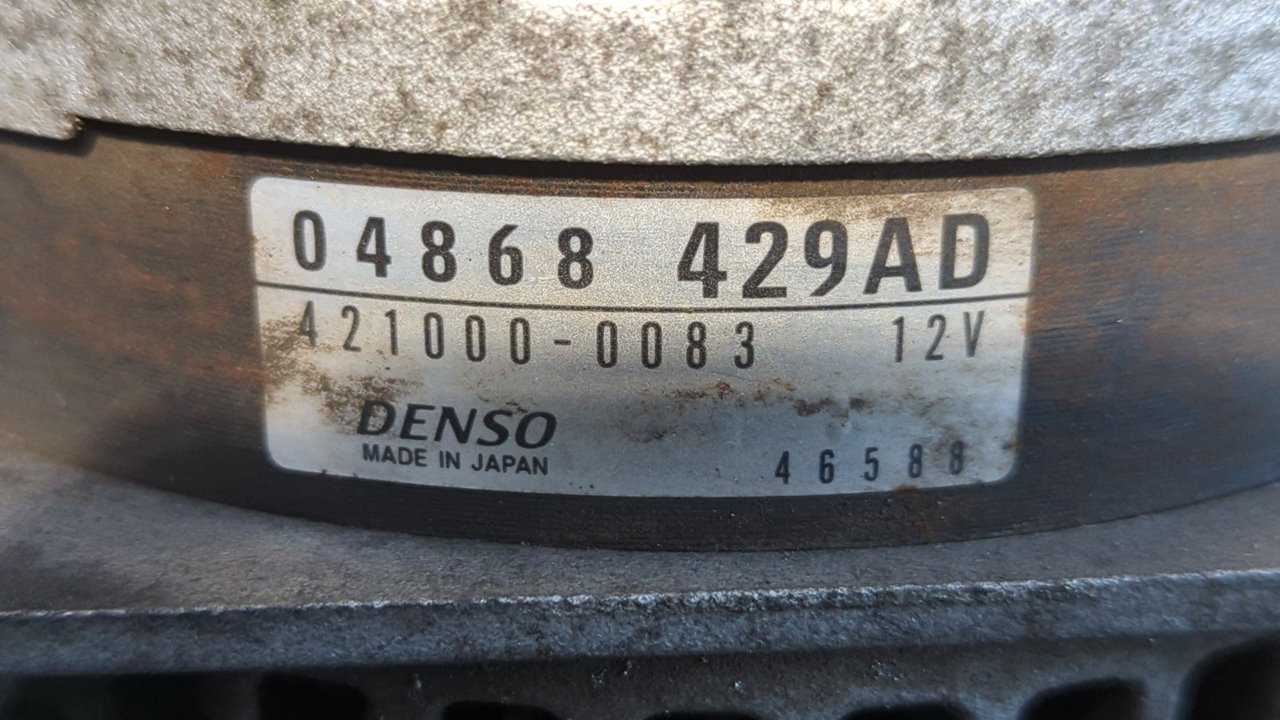 04868 429AD
421000-0083 12V
DENSO
MADE IN JAPAN
46588